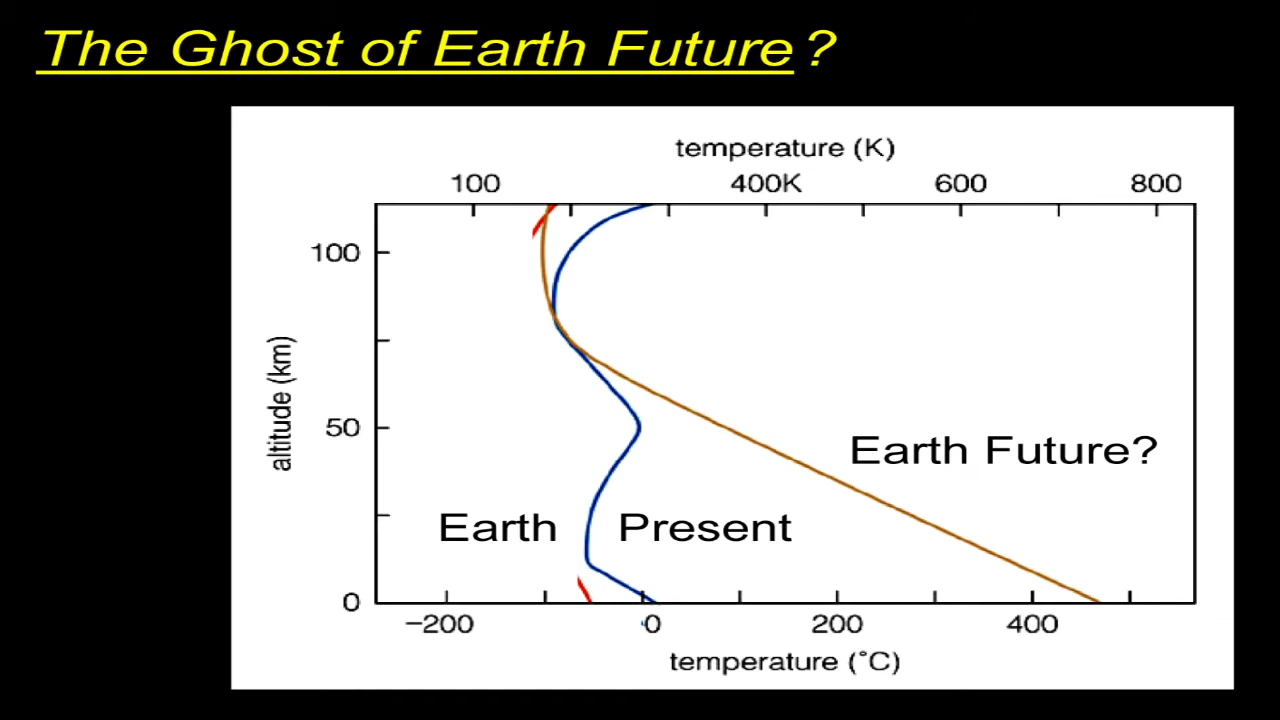 The Ghost of Earth Future?
temperature (K)
100 400K 600 800
100
altitude (km)
50
Earth Future?
Earth Present
0
−200 0 200 400
temperature (°C)